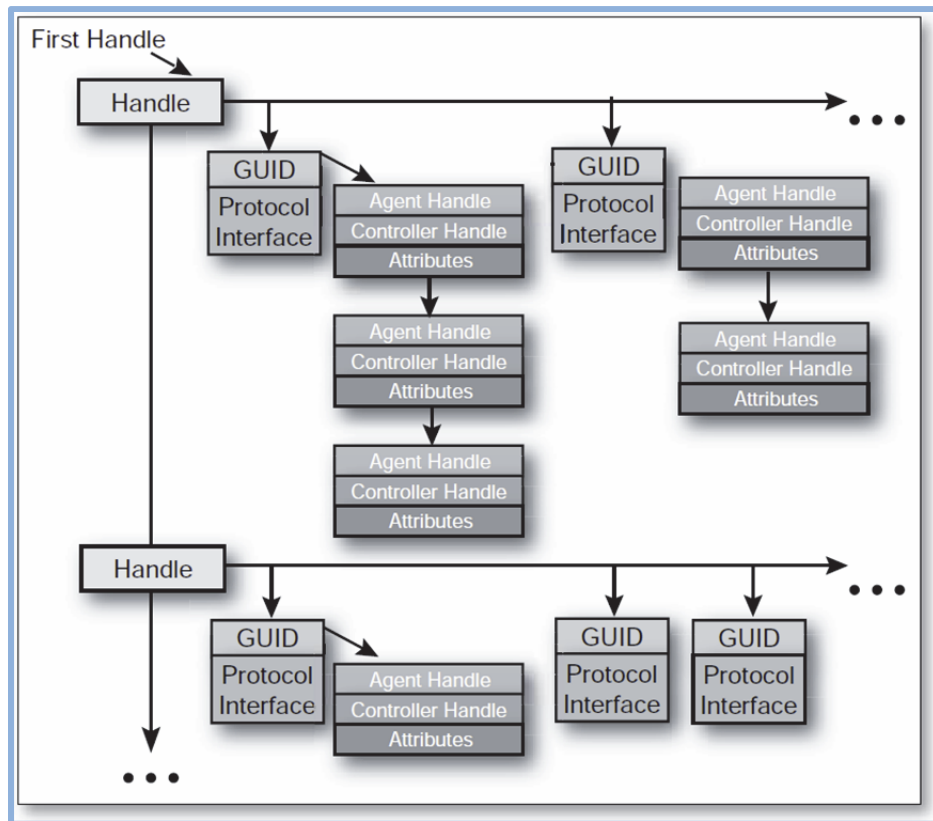 First Handle
Handle
• • •
GUID
Protocol
Interface
Agent Handle
Controller Handle
Attributes
Agent Handle
Controller Handle
Attributes
Agent Handle
Controller Handle
Attributes
GUID
Protocol
Interface
Agent Handle
Controller Handle
Attributes
Agent Handle
Controller Handle
Attributes
Handle
• • •
GUID
Protocol
Interface
Agent Handle
Controller Handle
Attributes
GUID
Protocol
Interface
GUID
Protocol
Interface
• • •